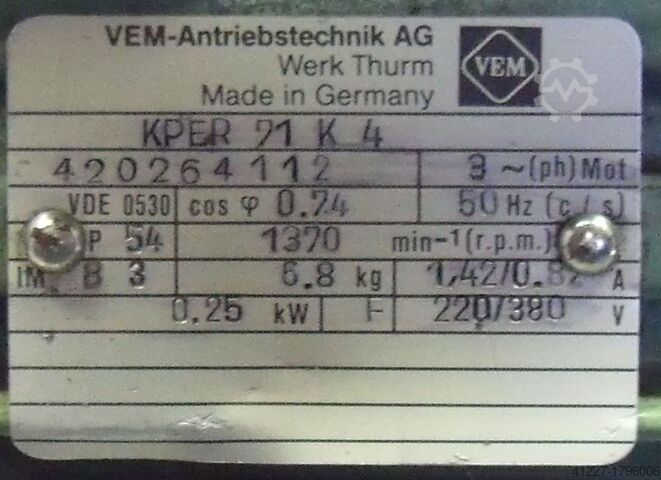 VEM-Antriebstechnik AG
Werk Thurm
Made in Germany
VEM
KPER 71 K 4
420264112 3 ~(ph) Mot
VDE 0530 cos φ 0.74 50 Hz (c/s)
P 54 1370 min-1(r.p.m.)
IM B 3 6.8 kg 1,42/0.82 A
0.25 kW 220/380 V
41227-1796006